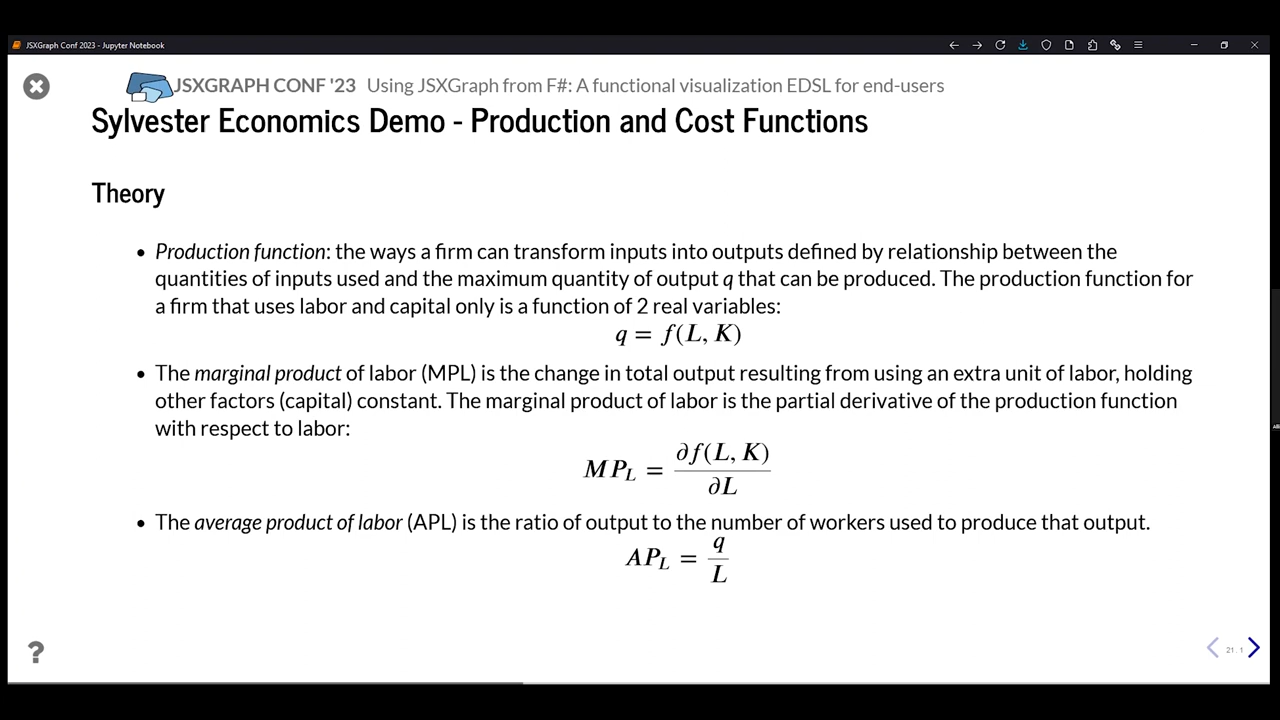 JSXGraph Conf 2023 - Jupyter Notebook
JSXGRAPH CONF '23 Using JSXGraph from F#: A functional visualization EDSL for end-users
Sylvester Economics Demo - Production and Cost Functions
Theory
• Production function: the ways a firm can transform inputs into outputs defined by relationship between the
quantities of inputs used and the maximum quantity of output q that can be produced. The production function for
a firm that uses labor and capital only is a function of 2 real variables:
q = f(L, K)
• The marginal product of labor (MPL) is the change in total output resulting from using an extra unit of labor, holding
other factors (capital) constant. The marginal product of labor is the partial derivative of the production function
with respect to labor:
MP_L = ∂f(L, K) / ∂L
• The average product of labor (APL) is the ratio of output to the number of workers used to produce that output.
AP_L = q / L
?
21.1